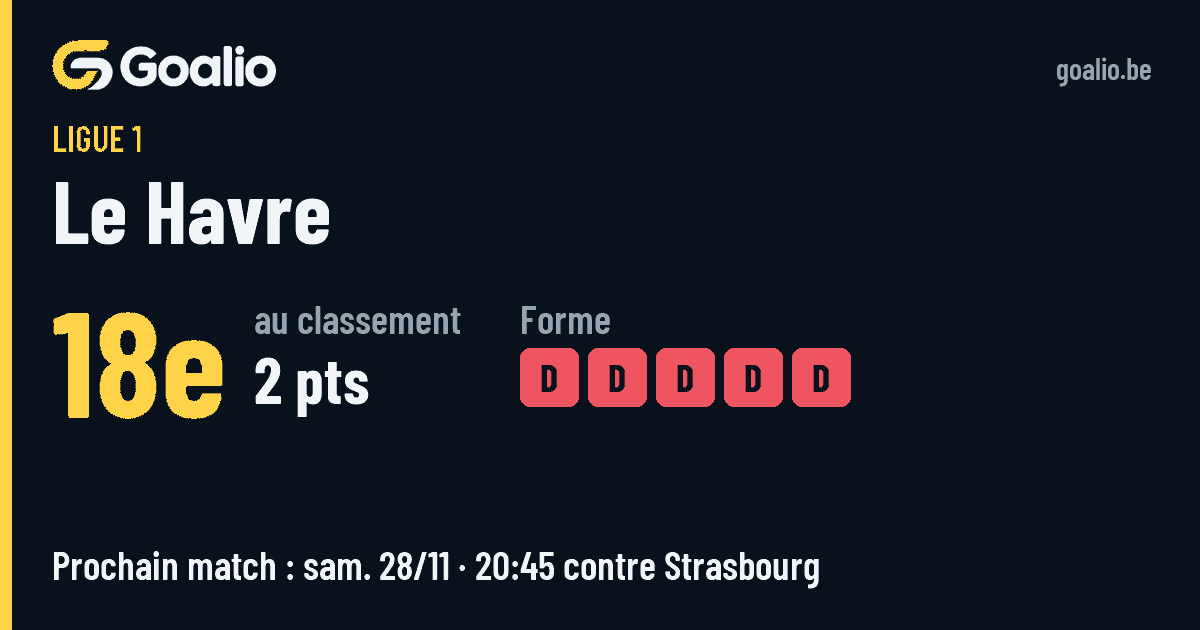 Goalio
goalio.be
LIGUE 1
Le Havre
18e
au classement
2 pts
Forme
D D D D D
Prochain match : sam. 28/11 · 20:45 contre Strasbourg